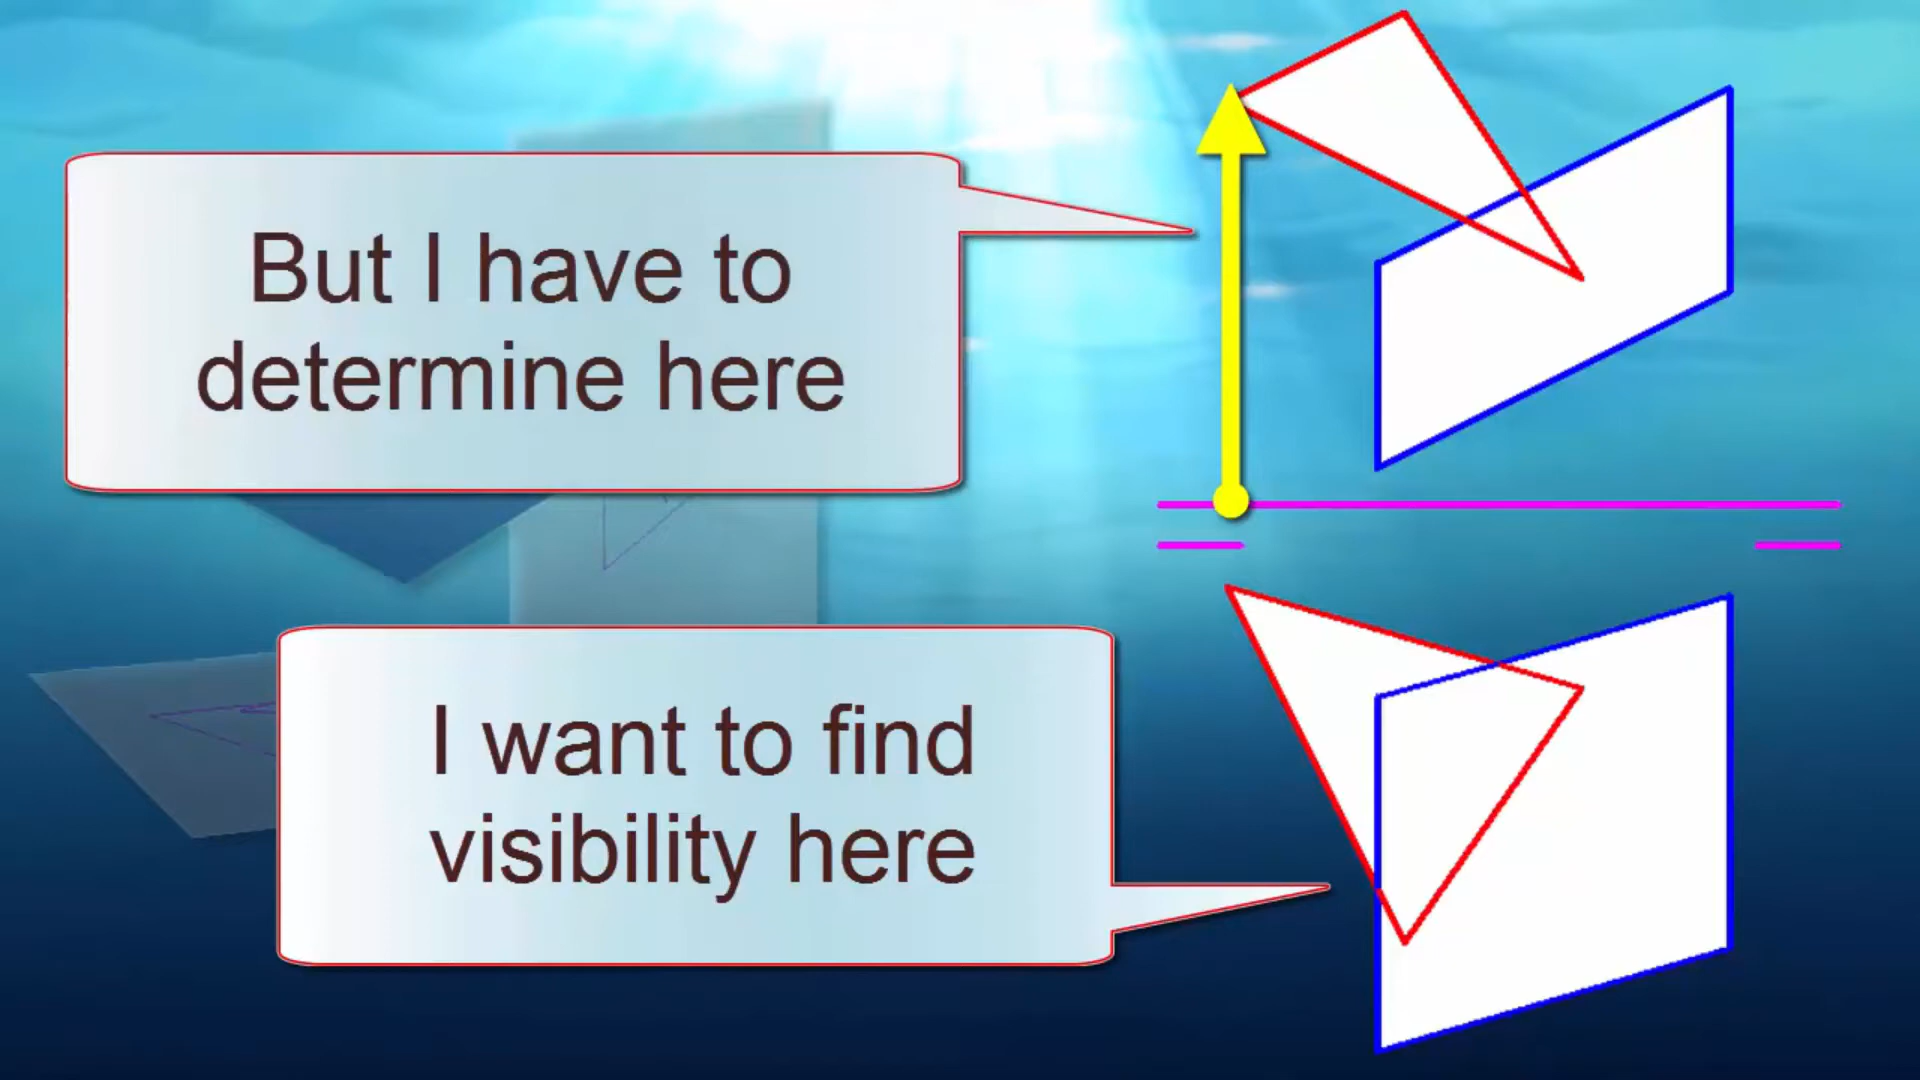 But I have to
determine here
I want to find
visibility here